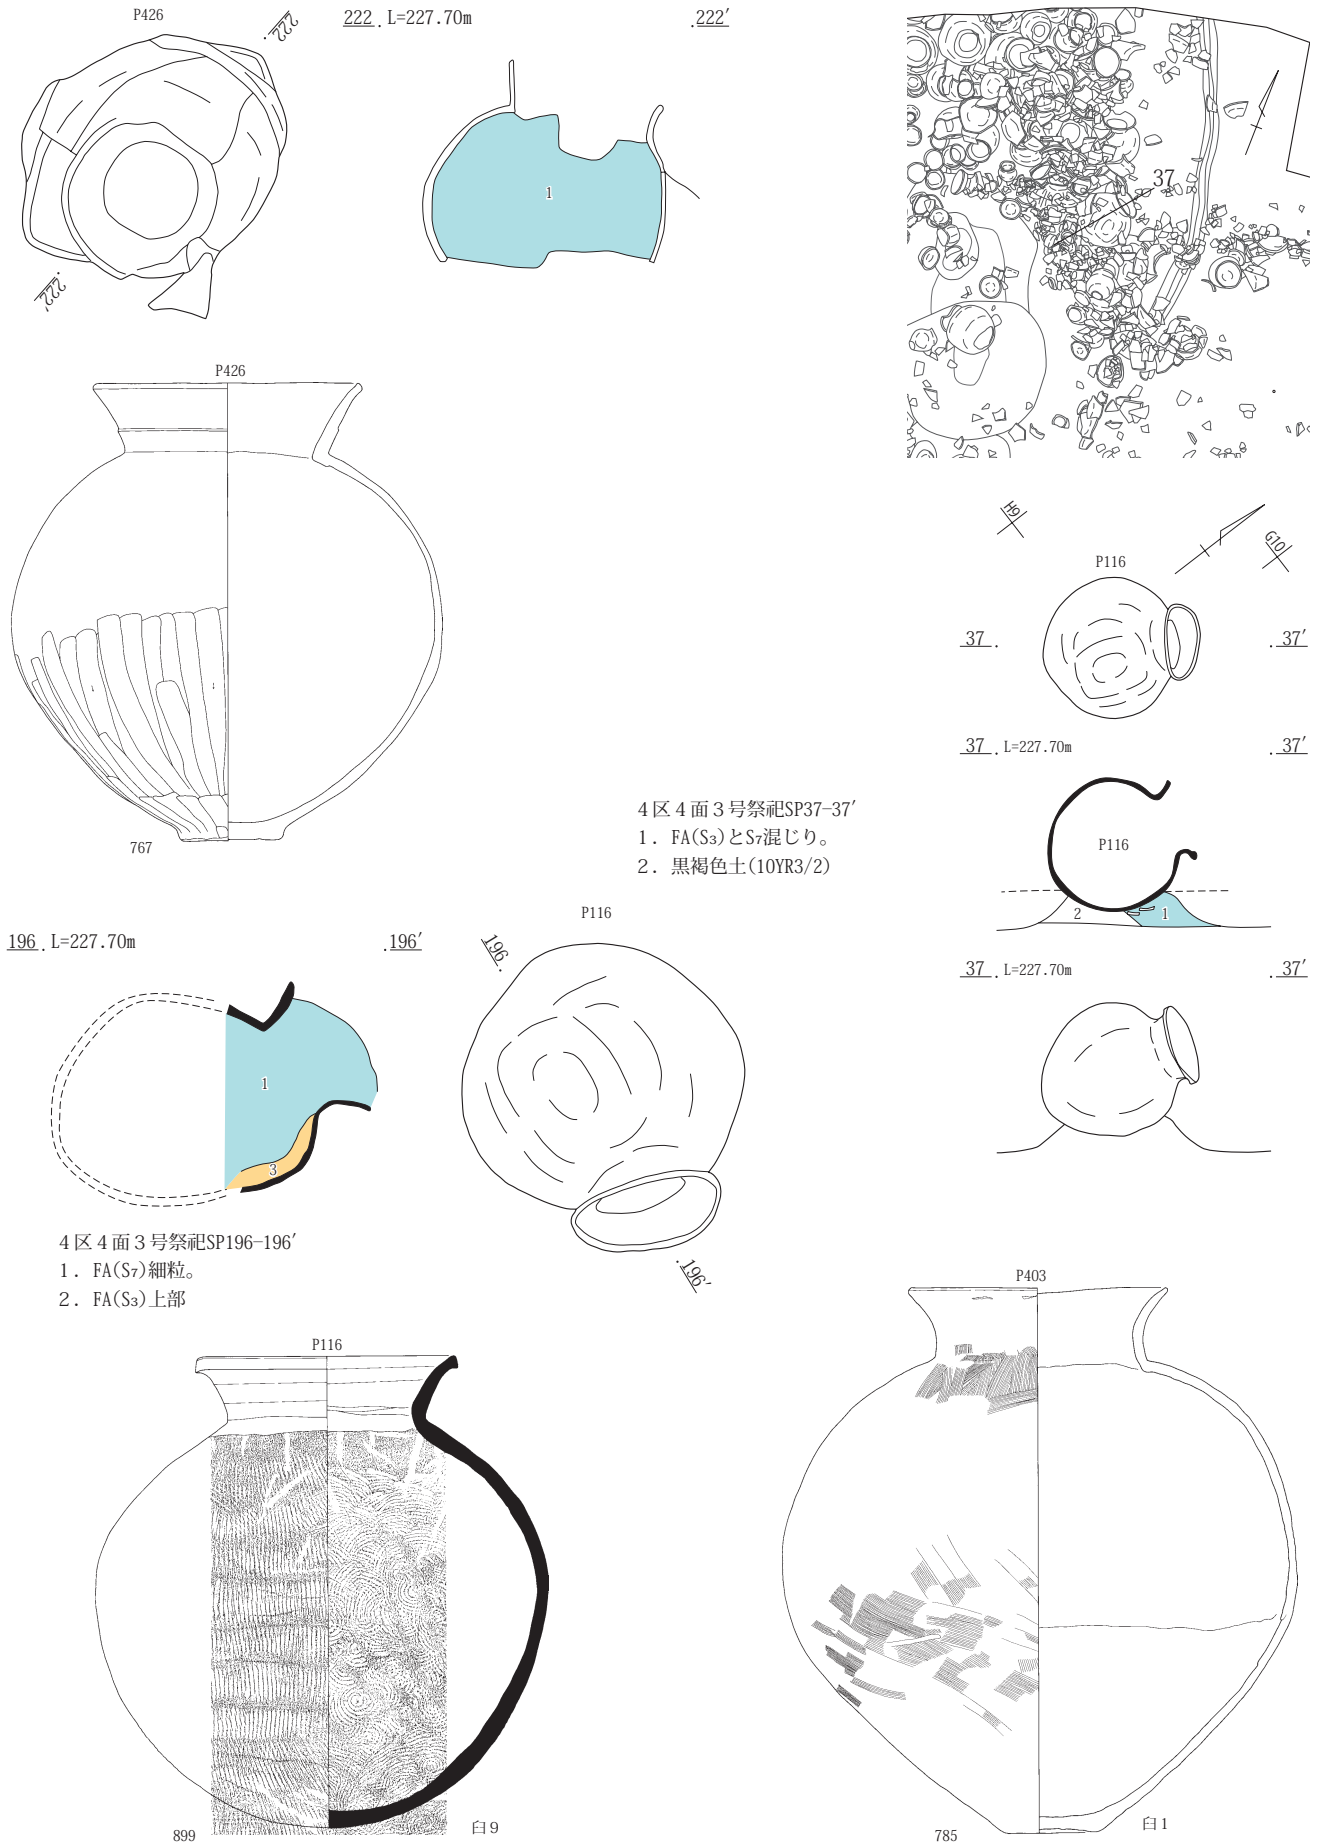 P426
222
222′
222 . L=227.70m
.222′
1
37
P426
767
H9
G10
P116
37 .
. 37′
37 . L=227.70m
. 37′
P116
2
1
4区4面3号祭祀SP37-37′
1. FA(S₃)とS₇混じり。
2. 黒褐色土(10YR3/2)
37 . L=227.70m
. 37′
196 . L=227.70m
.196′
P116
196
.196′
1
3
4区4面3号祭祀SP196-196′
1. FA(S₇)細粒。
2. FA(S₃)上部
P116
899
臼9
P403
785
臼1